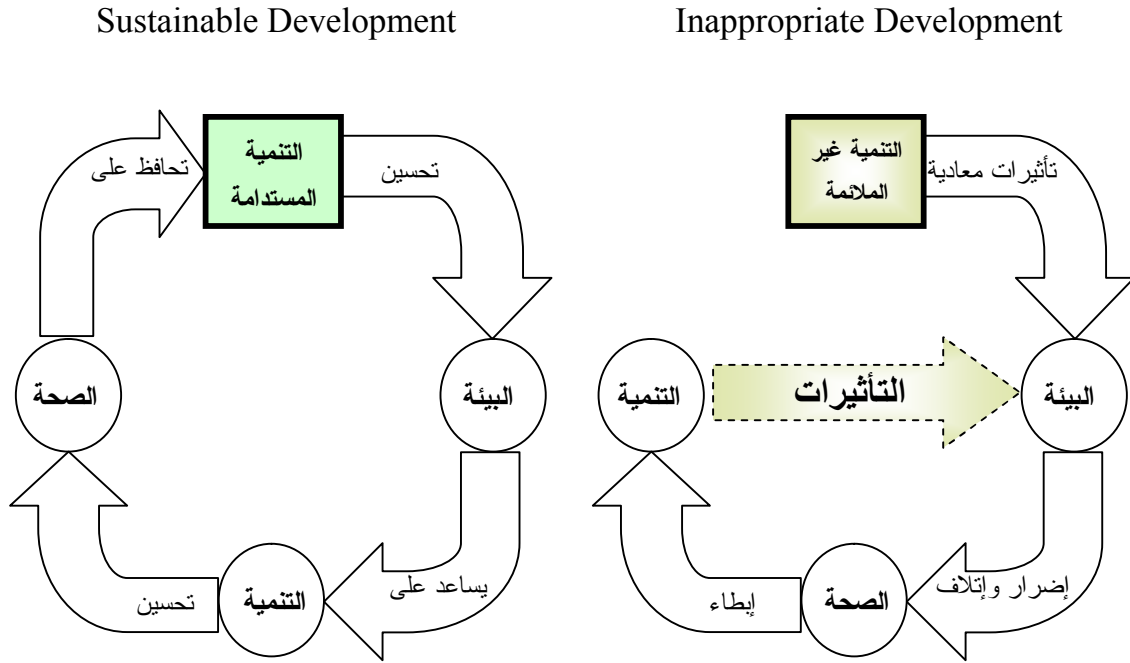 Sustainable Development
Inappropriate Development
التنمية
المستدامة
تحسين
تحافظ على
البيئة
الصحة
يساعد على
التنمية
تحسين
التنمية غير
الملائمة
تأثيرات معادية
البيئة
التأثيرات
التنمية
إضرار وإتلاف
الصحة
إبطاء